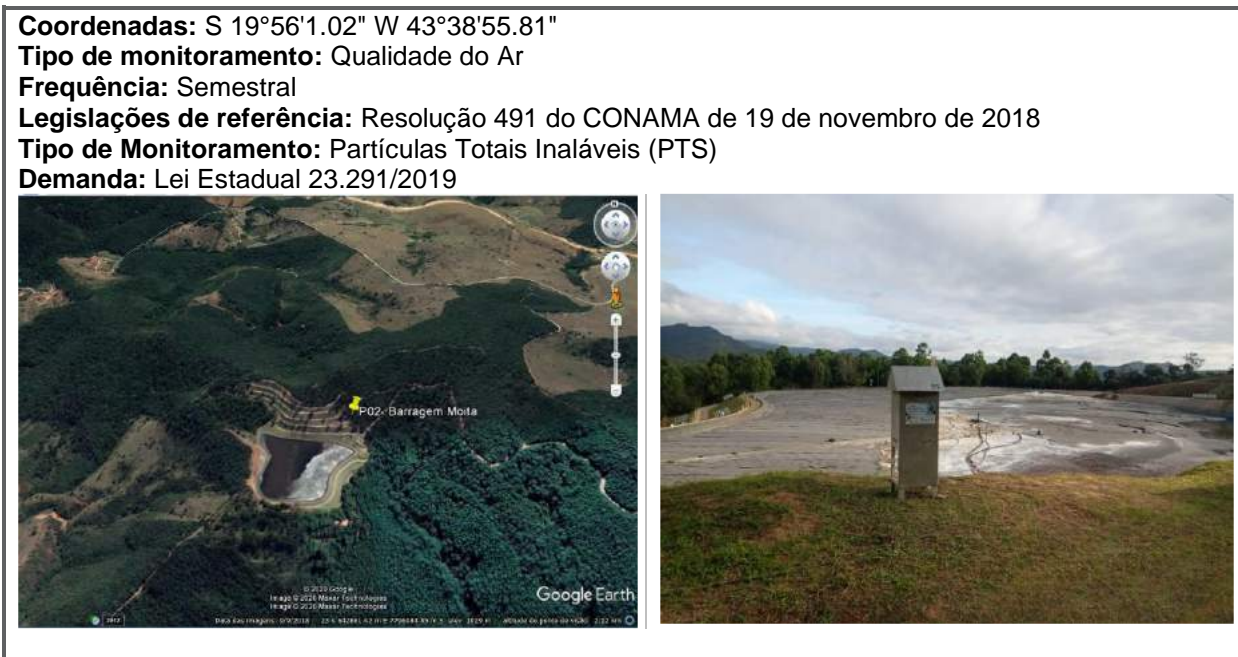 Coordenadas: S 19°56'1.02" W 43°38'55.81"
Tipo de monitoramento: Qualidade do Ar
Frequência: Semestral
Legislações de referência: Resolução 491 do CONAMA de 19 de novembro de 2018
Tipo de Monitoramento: Partículas Totais Inaláveis (PTS)
Demanda: Lei Estadual 23.291/2019
P02- Barragem Moita
Google Earth